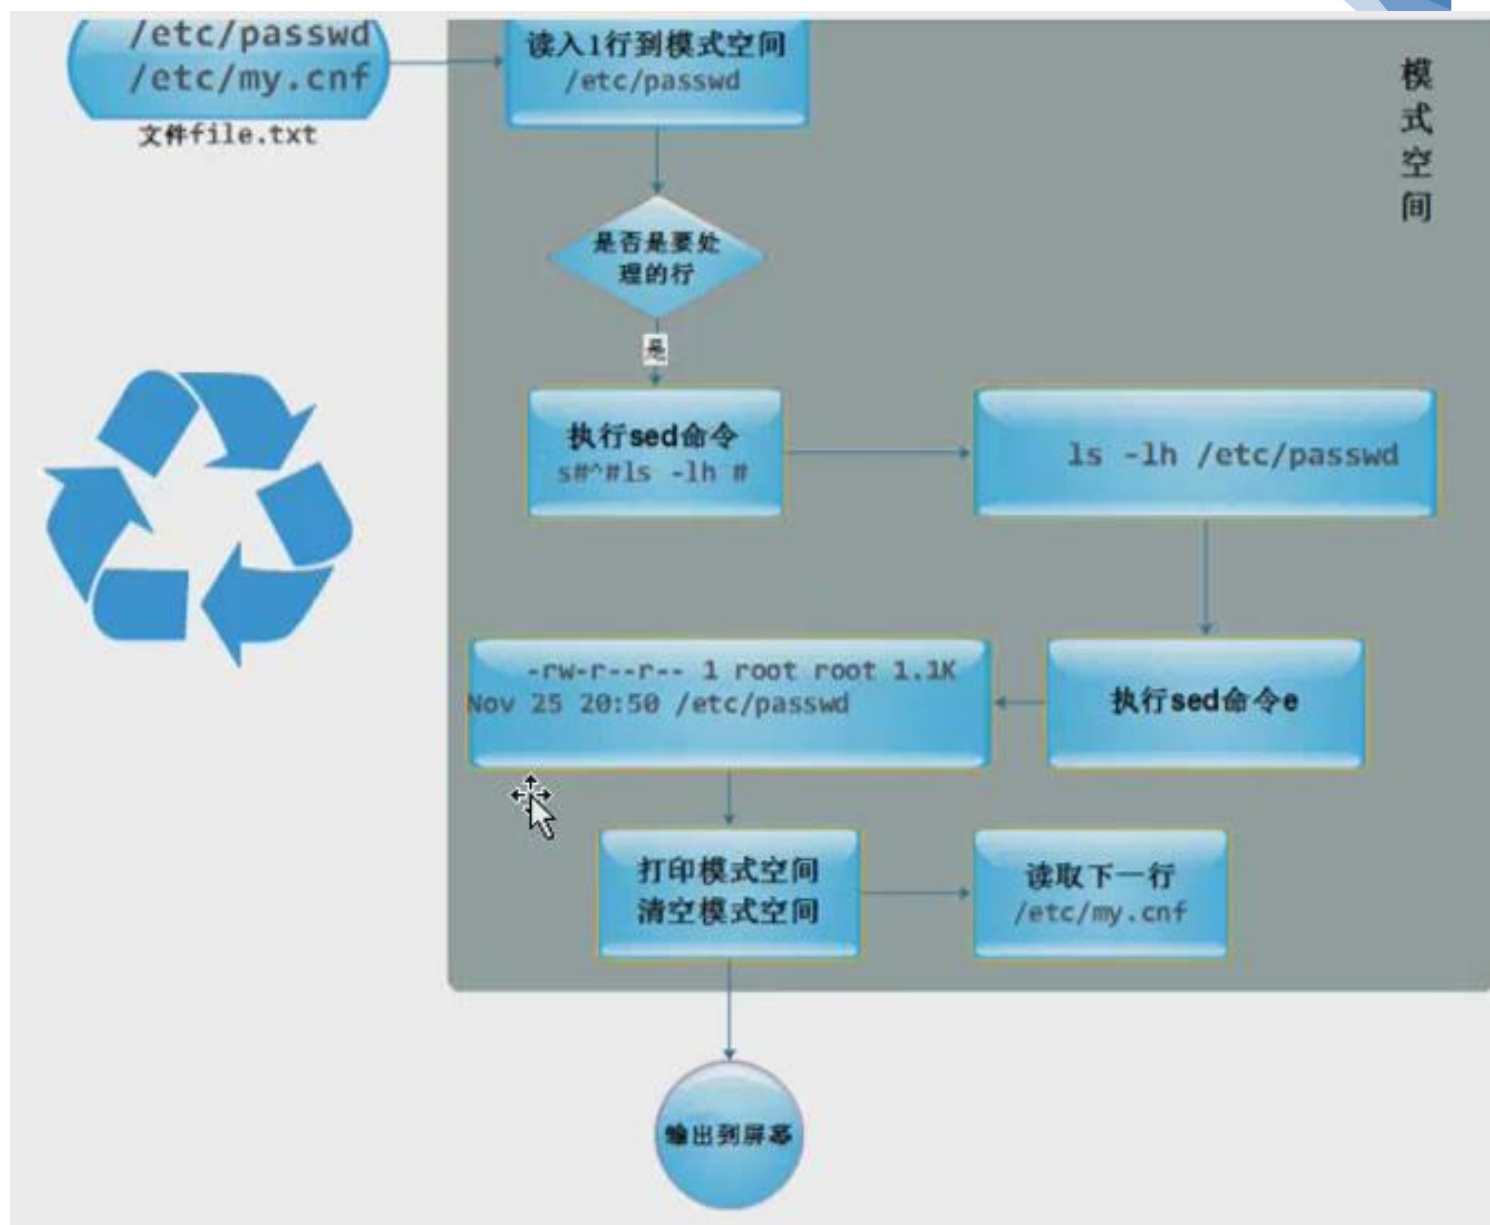 /etc/passwd
/etc/my.cnf
文件file.txt
读入1行到模式空间
/etc/passwd
模式空间
是否是要处
理的行
是
执行sed命令
s#^#ls -lh #
ls -lh /etc/passwd
执行sed命令e
-rw-r--r-- 1 root root 1.1K
Nov 25 20:50 /etc/passwd
打印模式空间
清空模式空间
读取下一行
/etc/my.cnf
输出到屏幕